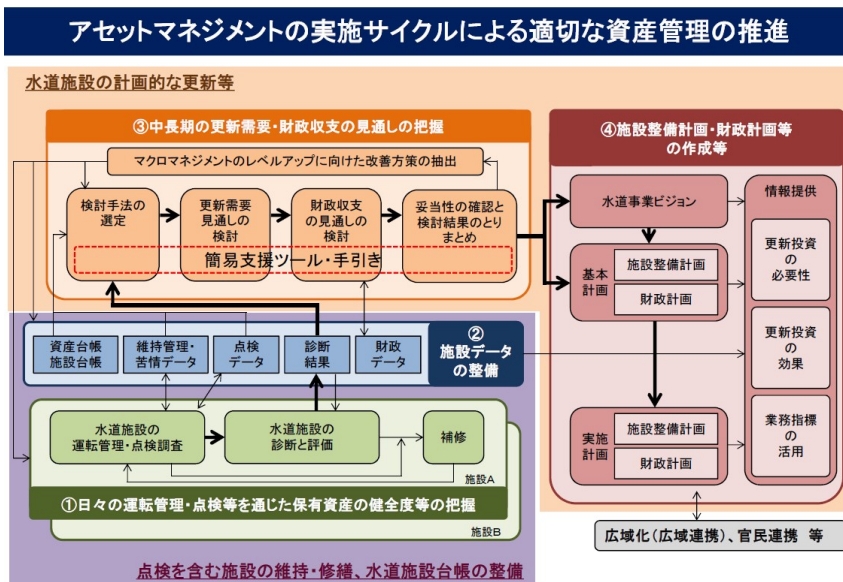 アセットマネジメントの実施サイクルによる適切な資産管理の推進
水道施設の計画的な更新等
③中長期の更新需要・財政収支の見通しの把握
マクロマネジメントのレベルアップに向けた改善方策の抽出
検討手法の
選定
更新需要
見通しの
検討
財政収支
の見通しの
検討
妥当性の確認と
検討結果のとり
まとめ
簡易支援ツール・手引き
④施設整備計画・財政計画等
の作成等
水道事業ビジョン
基本
計画
施設整備計画
財政計画
実施
計画
施設整備計画
財政計画
情報提供
更新投資
の
必要性
更新投資
の
効果
業務指標
の
活用
資産台帳
施設台帳
維持管理・
苦情データ
点検
データ
診断
結果
財政
データ
②
施設データ
の整備
水道施設の
運転管理・点検調査
水道施設の
診断と評価
補修
施設A
①日々の運転管理・点検等を通じた保有資産の健全度等の把握
施設B
広域化(広域連携)、官民連携 等
点検を含む施設の維持・修繕、水道施設台帳の整備